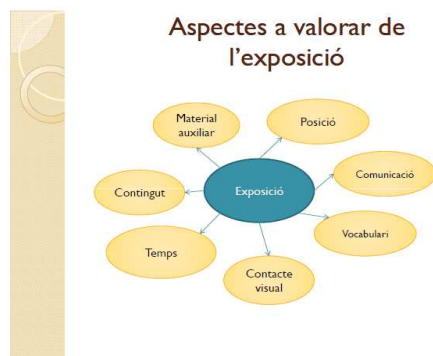 Aspectes a valorar de
l'exposició
Material
auxiliar
Posició
Comunicació
Contingut
Exposició
Vocabulari
Temps
Contacte
visual